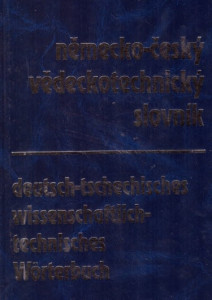 německo-český
vědeckotechnický
slovník
deutsch-tschechisches
wissenschaftlich-
technisches
Wörterbuch